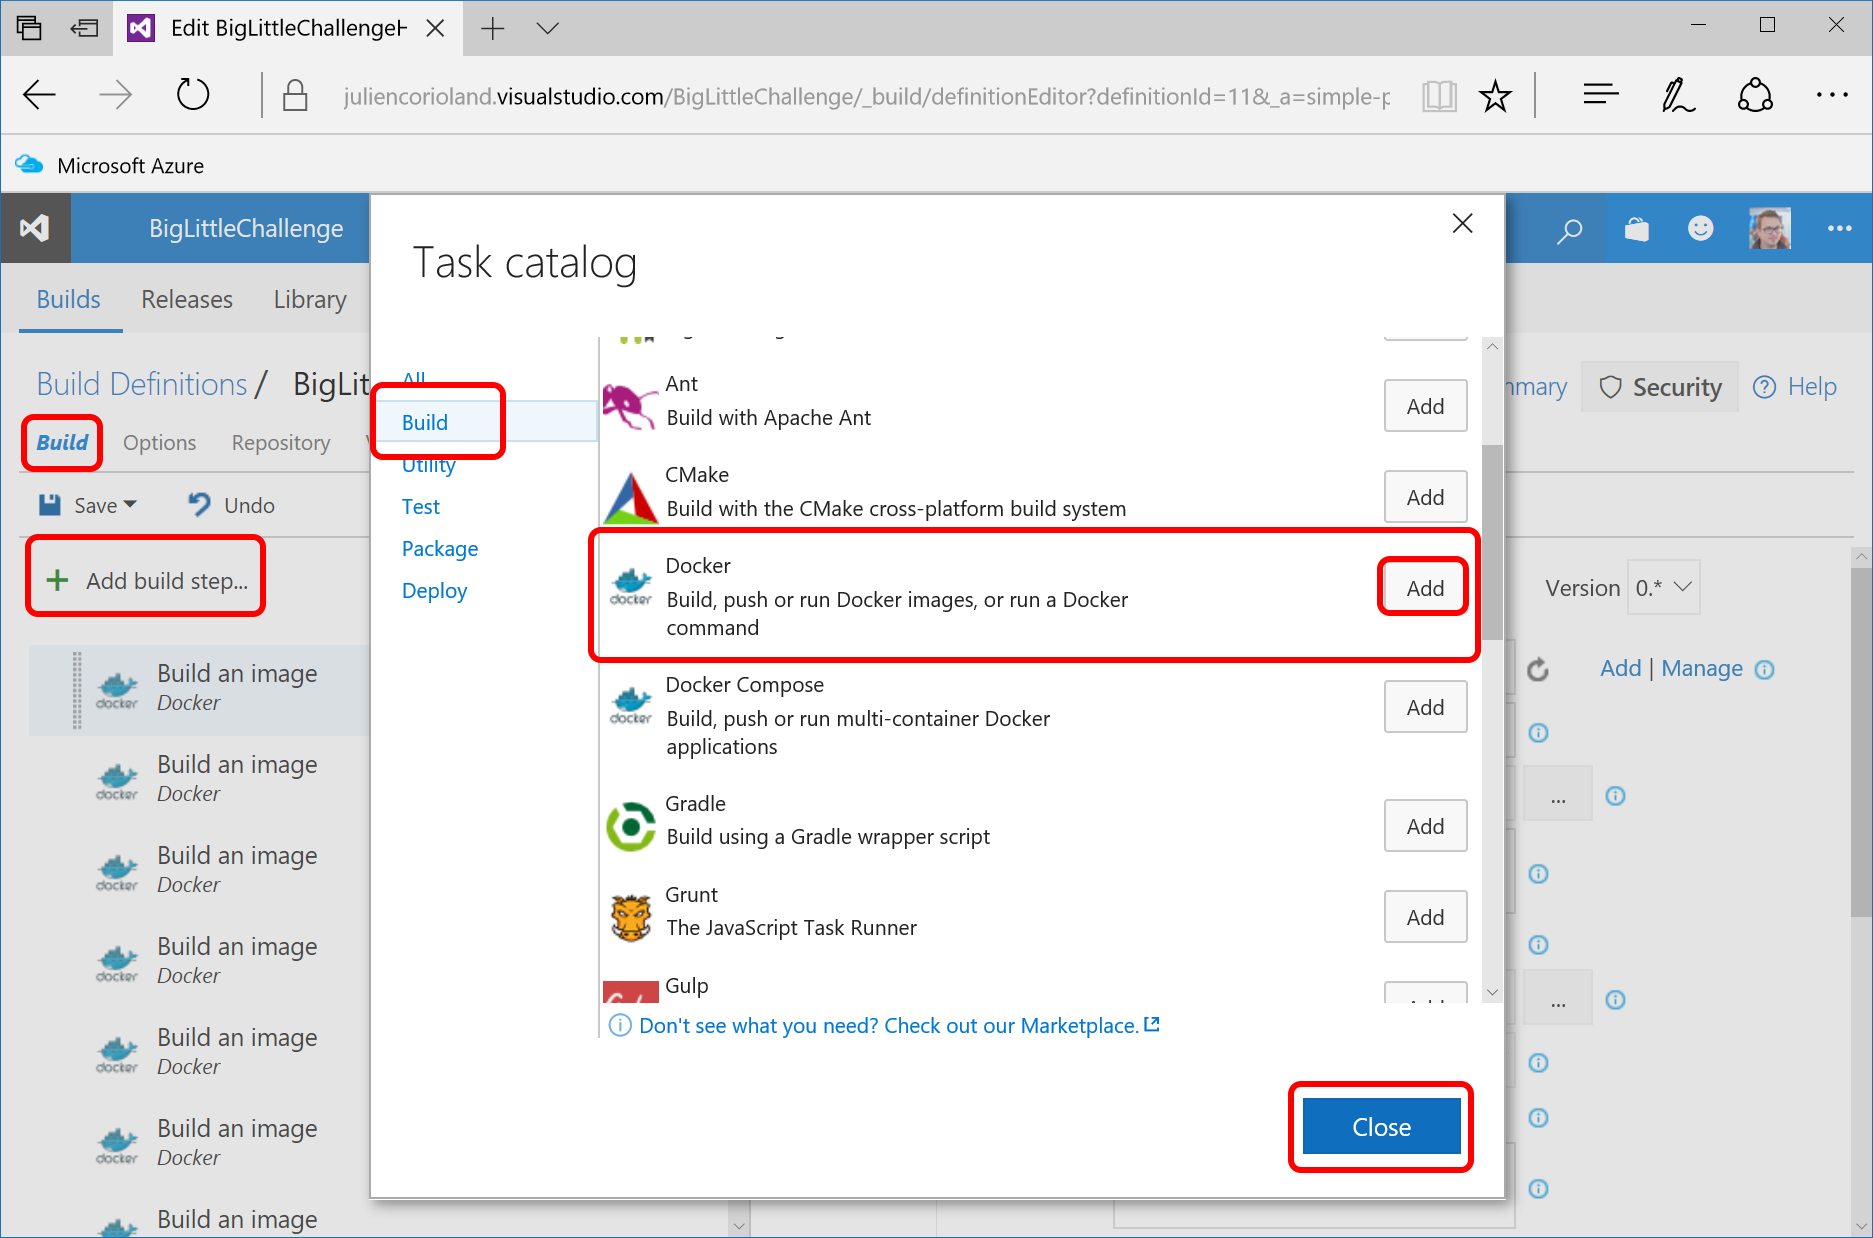 Edit BigLittleChallengeH
juliencorioland.visualstudio.com/BigLittleChallenge/_build/definitionEditor?definitionId=11&_a=simple-p
Microsoft Azure
BigLittleChallenge
Builds Releases Library
Build Definitions / BigLit
Build Options Repository
Save Undo
+ Add build step...
Build an image
Docker
Build an image
Docker
Build an image
Docker
Build an image
Docker
Build an image
Docker
Build an image
Docker
Build an image
Task catalog
All
Build
Utility
Test
Package
Deploy
Ant
Build with Apache Ant
Add
CMake
Build with the CMake cross-platform build system
Add
docker
Docker
Build, push or run Docker images, or run a Docker
command
Add
docker
Docker Compose
Build, push or run multi-container Docker
applications
Add
Gradle
Build using a Gradle wrapper script
Add
Grunt
The JavaScript Task Runner
Add
Gulp
Don't see what you need? Check out our Marketplace.
Close
mmary Security Help
Version 0.*
Add | Manage
...
...